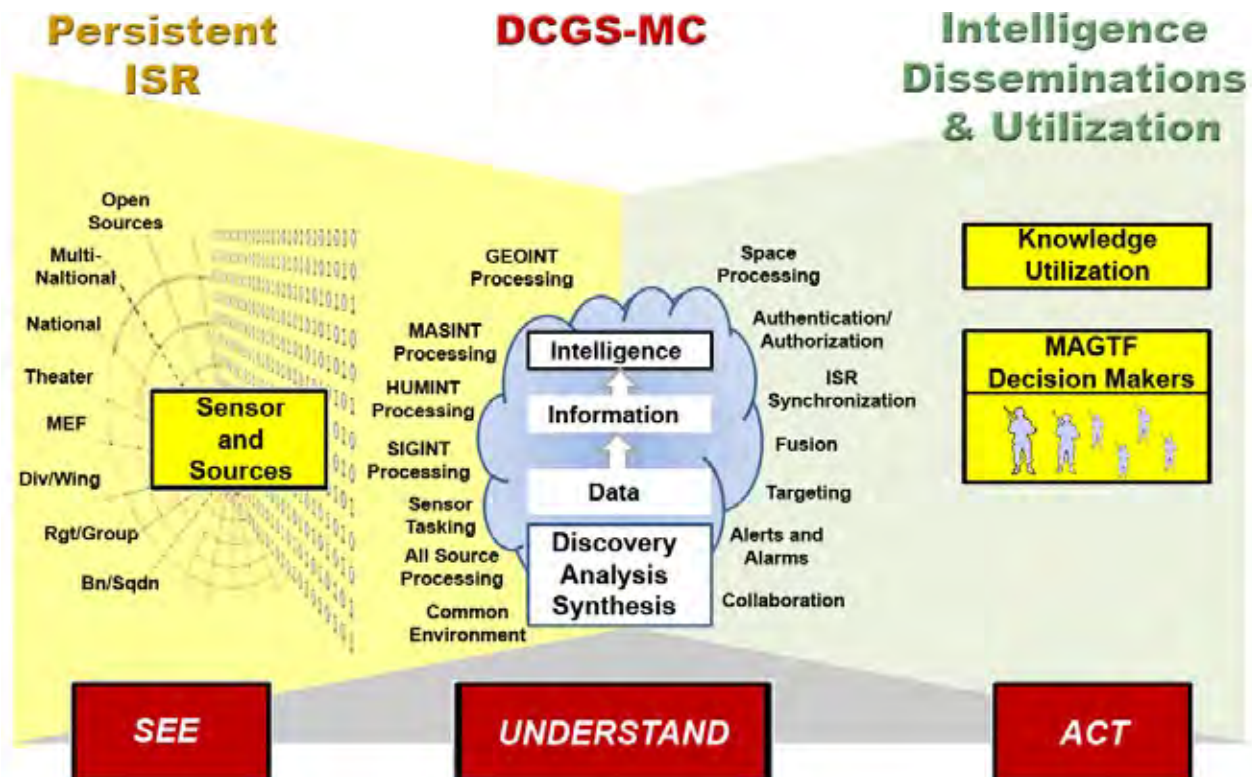 Persistent
ISR
DCGS-MC
Intelligence
Disseminations
& Utilization
Open
Sources
Multi-
Naltional
National
Theater
MEF
Div/Wing
Rgt/Group
Bn/Sqdn
Sensor
and
Sources
GEOINT
Processing
MASINT
Processing
HUMINT
Processing
SIGINT
Processing
Sensor
Tasking
All Source
Processing
Common
Environment
Intelligence
Information
Data
Discovery
Analysis
Synthesis
Space
Processing
Authentication/
Authorization
ISR
Synchronization
Fusion
Targeting
Alerts and
Alarms
Collaboration
Knowledge
Utilization
MAGTF
Decision Makers
SEE
UNDERSTAND
ACT